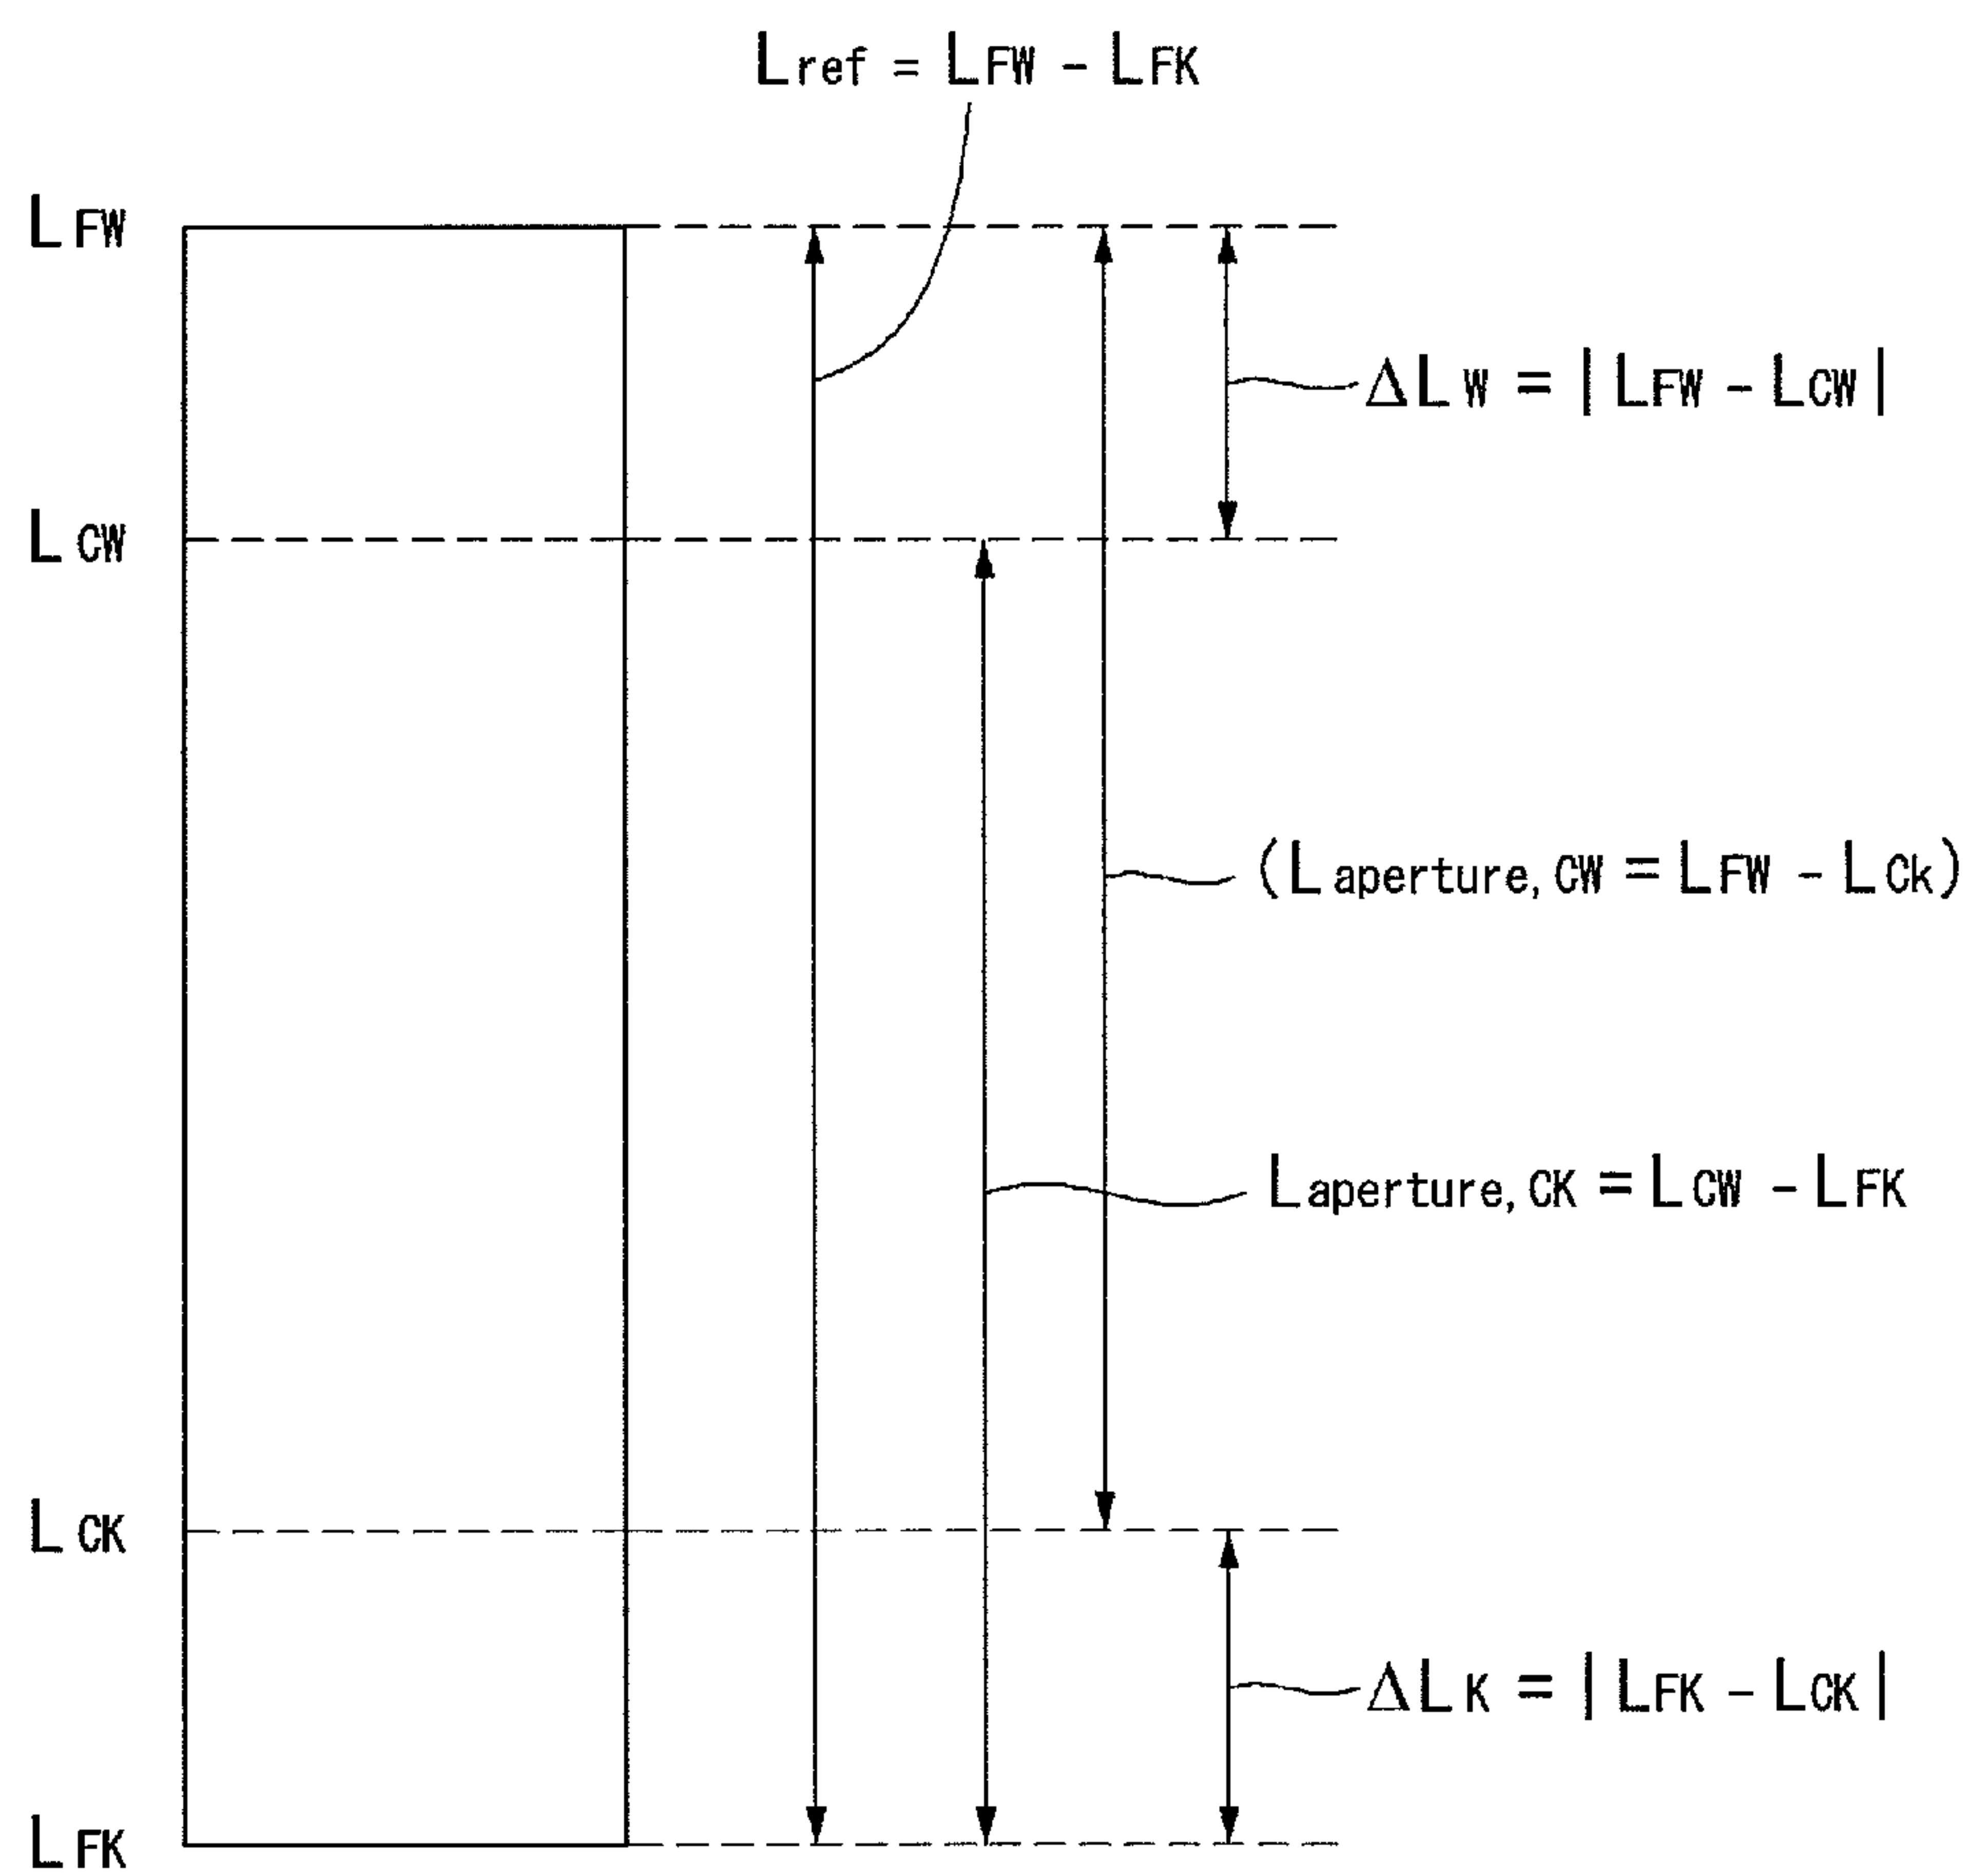 Lref = LFW - LFK
LFW
ΔLW = | LFW - LCW |
LCW
(Laperture, CW = LFW - LCk)
Laperture, CK = LCW - LFK
LCK
ΔLK = | LFK - LCK |
LFK